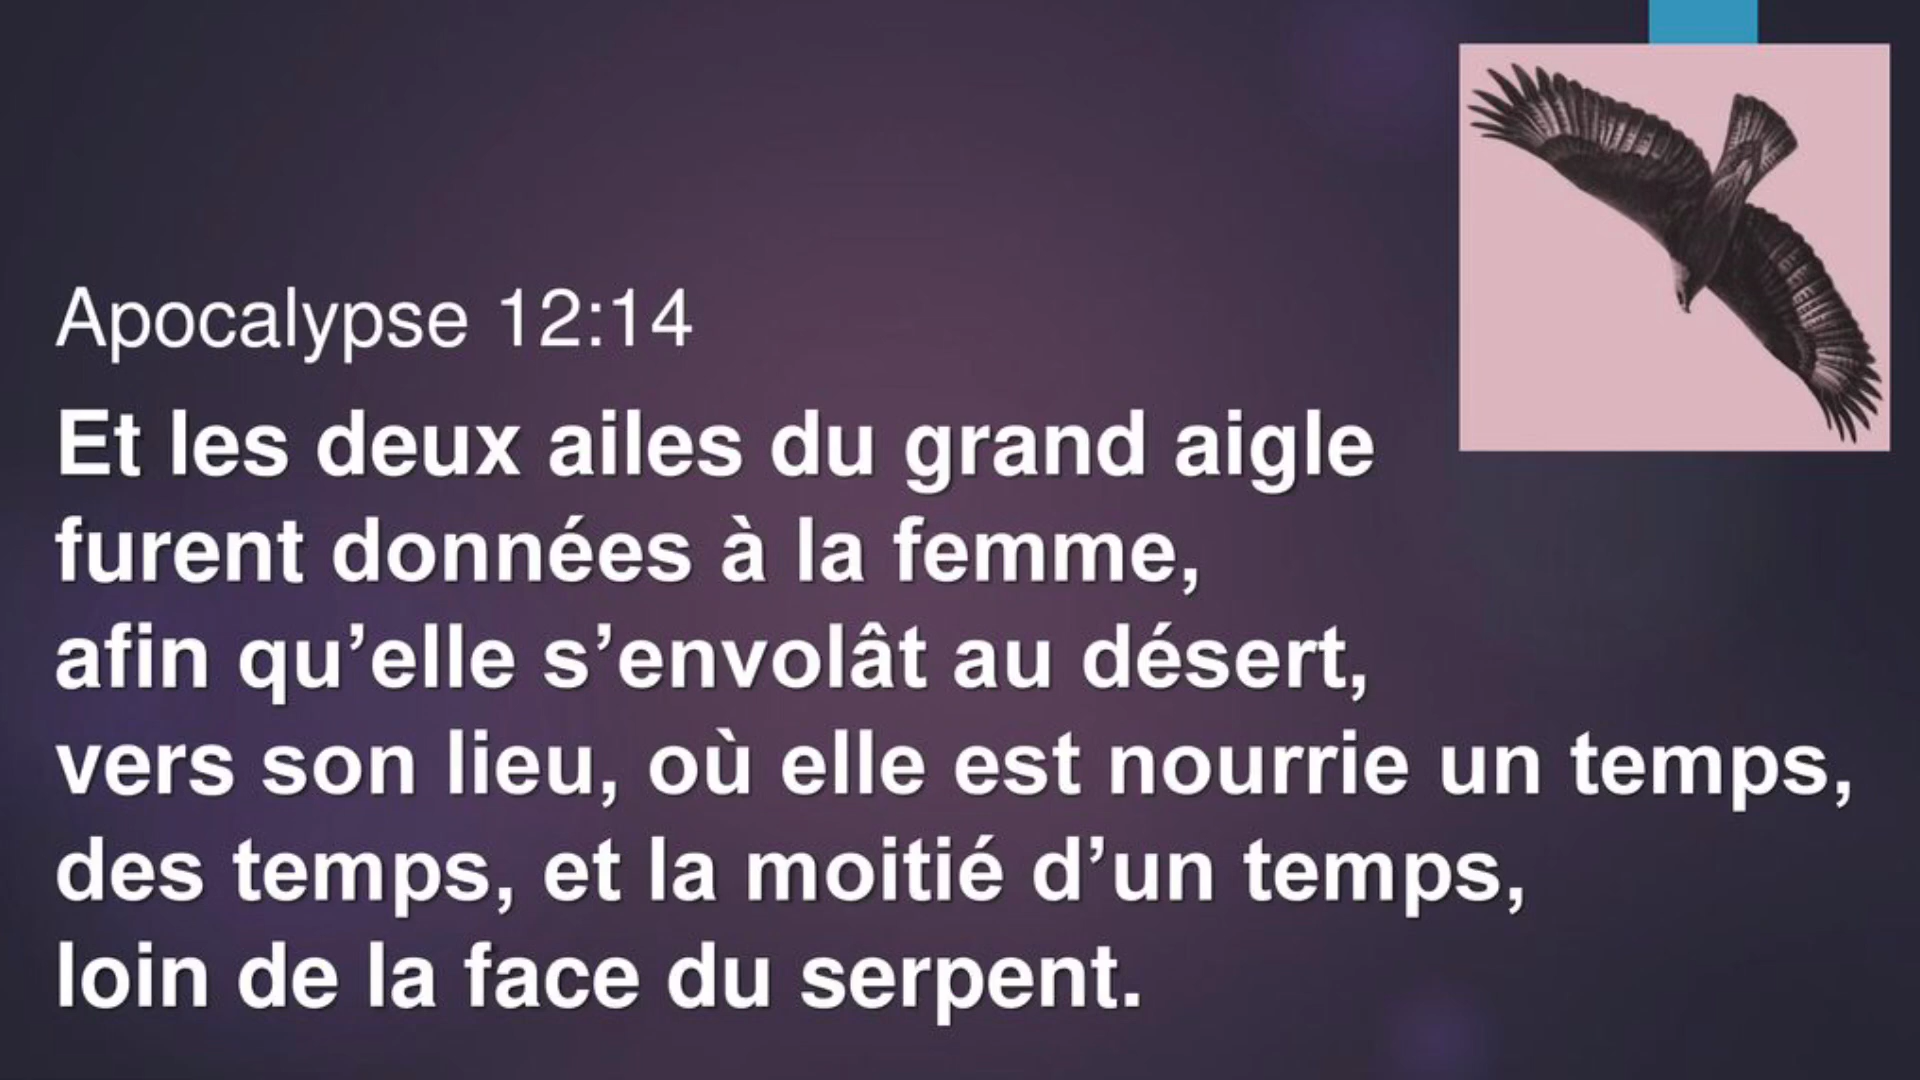 Apocalypse 12:14
Et les deux ailes du grand aigle
furent données à la femme,
afin qu’elle s’envolât au désert,
vers son lieu, où elle est nourrie un temps,
des temps, et la moitié d’un temps,
loin de la face du serpent.